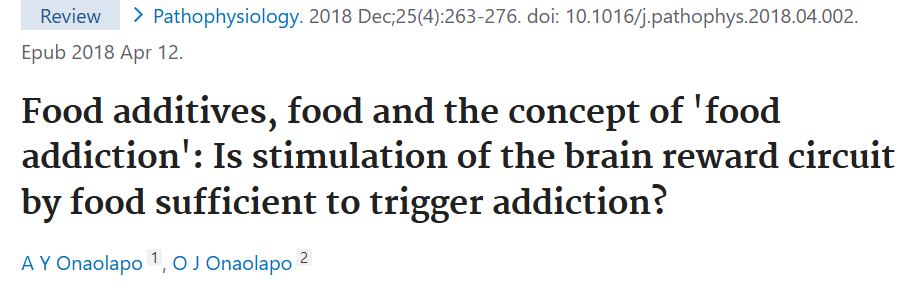 Review > Pathophysiology. 2018 Dec;25(4):263-276. doi: 10.1016/j.pathophys.2018.04.002.
Epub 2018 Apr 12.
Food additives, food and the concept of 'food
addiction': Is stimulation of the brain reward circuit
by food sufficient to trigger addiction?
A Y Onaolapo 1, O J Onaolapo 2